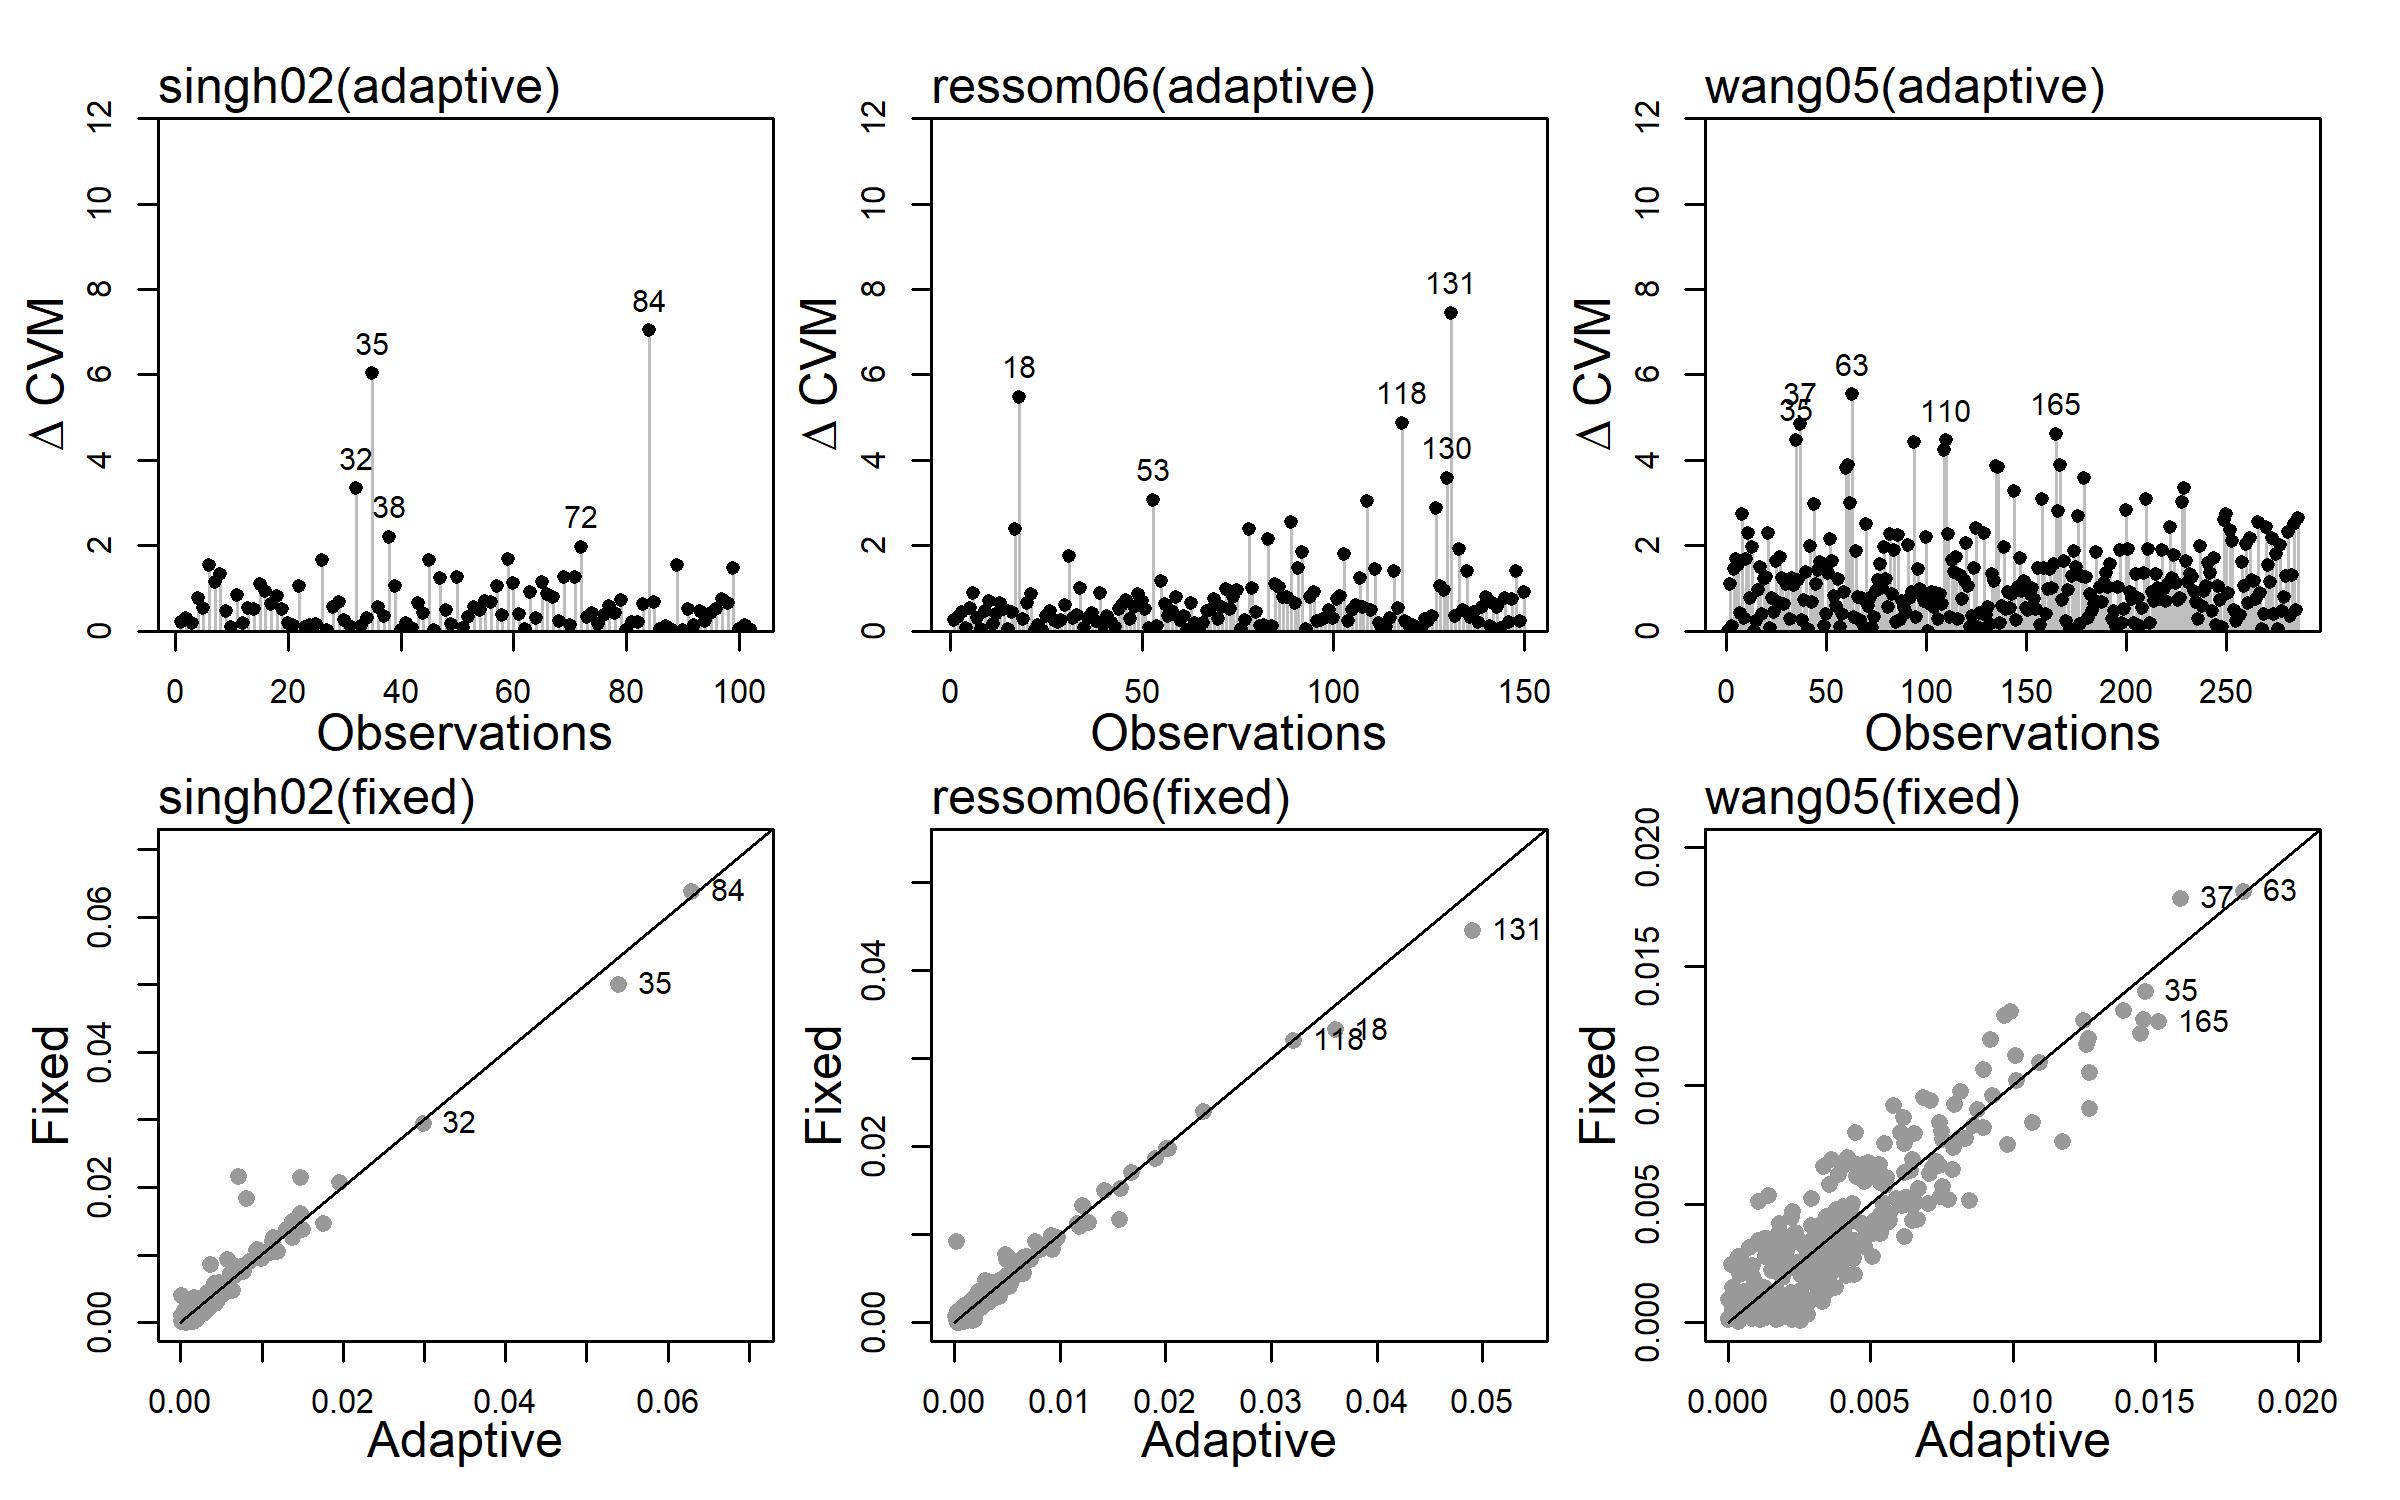 singh02(adaptive)
Δ CVM
0 2 4 6 8 10 12
32
35
38
72
84
0 20 40 60 80 100
Observations
ressom06(adaptive)
Δ CVM
0 2 4 6 8 10 12
18
53
118
130
131
0 50 100 150
Observations
wang05(adaptive)
Δ CVM
0 2 4 6 8 10 12
37
35
63
110
165
0 50 100 150 200 250
Observations
singh02(fixed)
Fixed
0.00 0.02 0.04 0.06
84
35
32
0.00 0.02 0.04 0.06
Adaptive
ressom06(fixed)
Fixed
0.00 0.02 0.04
131
118
18
0.00 0.01 0.02 0.03 0.04 0.05
Adaptive
wang05(fixed)
Fixed
0.000 0.005 0.010 0.015 0.020
37
63
35
165
0.000 0.005 0.010 0.015 0.020
Adaptive